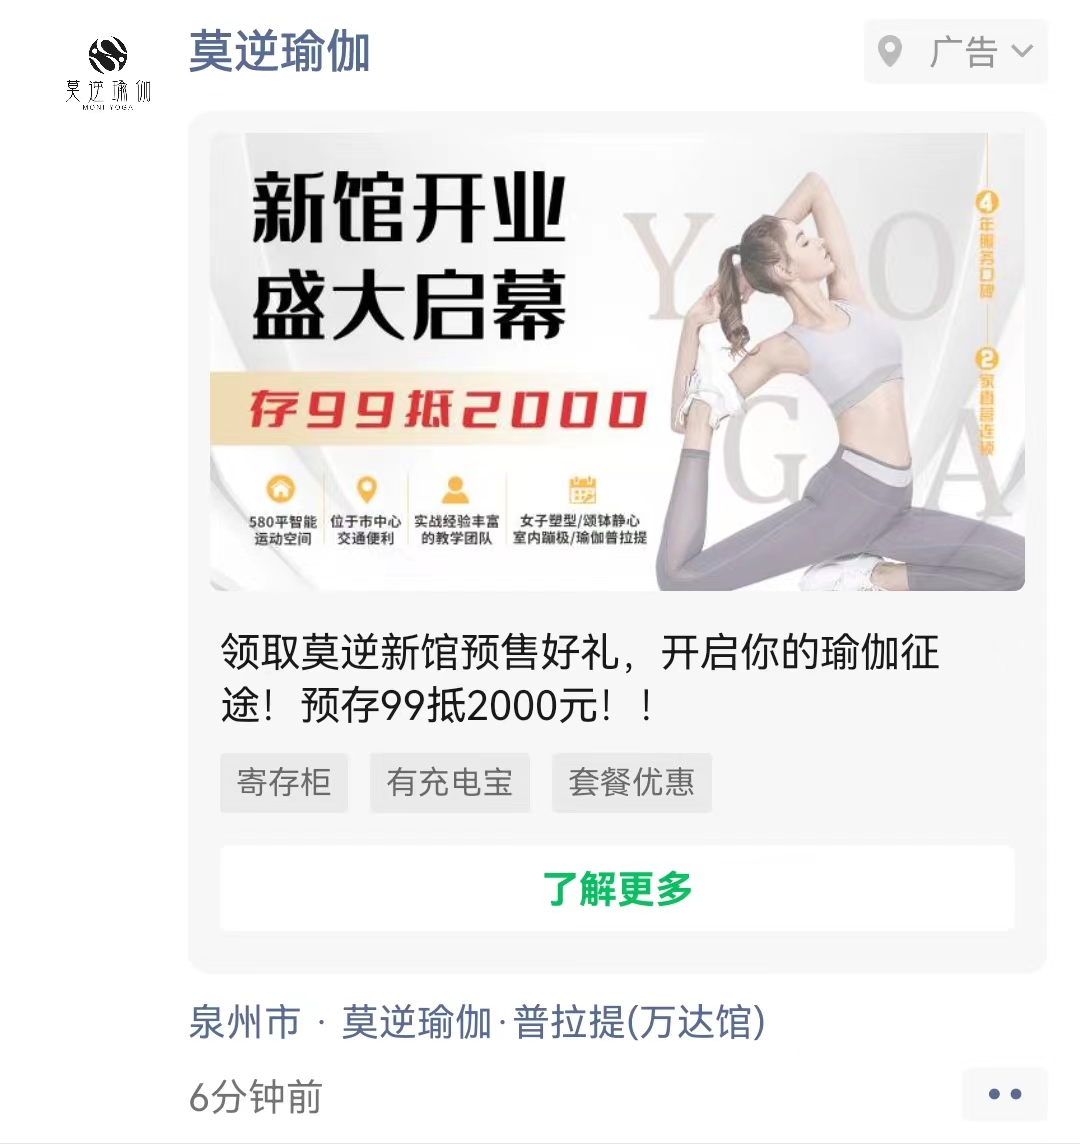 莫逆瑜伽
MONI YOGA
莫逆瑜伽
广告
新馆开业
盛大启幕
存99抵2000
580平智能
运动空间
位于市中心
交通便利
实战经验丰富
的教学团队
女子塑型/颂钵静心
室内蹦极/瑜伽普拉提
YO
GA
4年服务口碑
2家直营连锁
领取莫逆新馆预售好礼，开启你的瑜伽征
途！预存99抵2000元！！
寄存柜
有充电宝
套餐优惠
了解更多
泉州市 · 莫逆瑜伽·普拉提(万达馆)
6分钟前